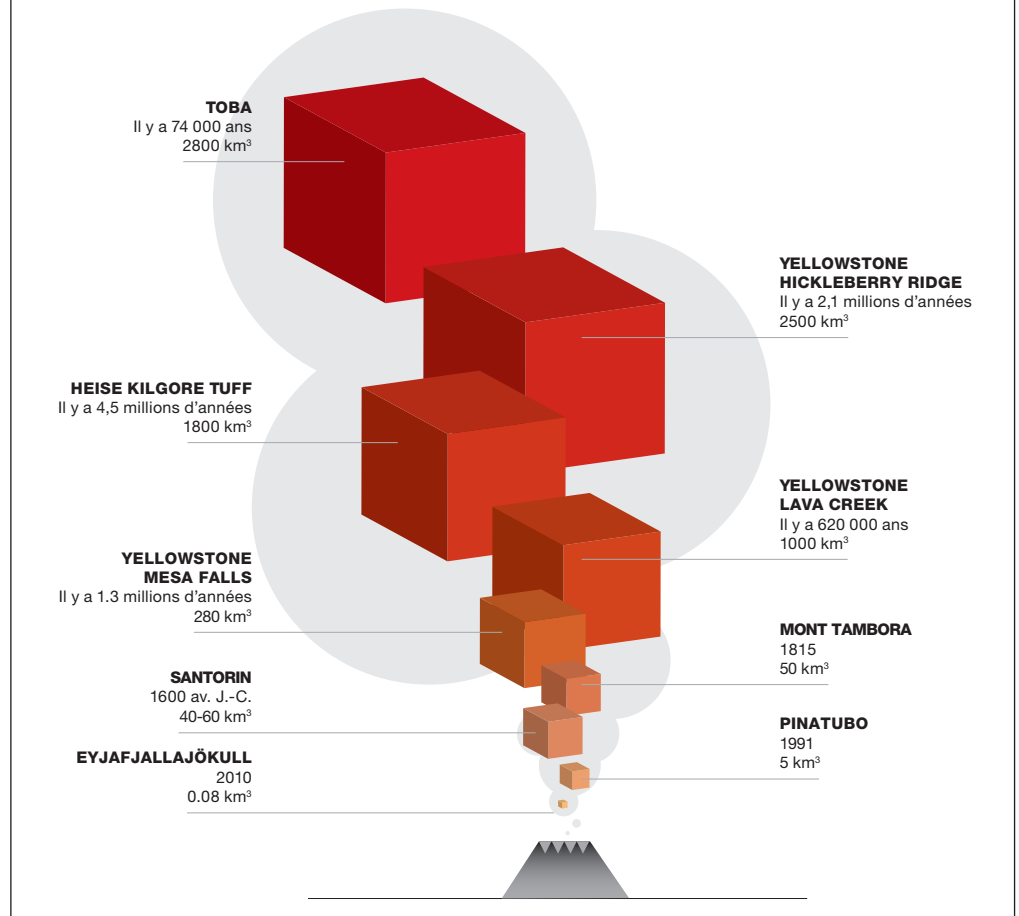 TOBA
Il y a 74 000 ans
2800 km³
YELLOWSTONE
HICKLEBERRY RIDGE
Il y a 2,1 millions d'années
2500 km³
HEISE KILGORE TUFF
Il y a 4,5 millions d'années
1800 km³
YELLOWSTONE
LAVA CREEK
Il y a 620 000 ans
1000 km³
YELLOWSTONE
MESA FALLS
Il y a 1.3 millions d'années
280 km³
MONT TAMBORA
1815
50 km³
SANTORIN
1600 av. J.-C.
40-60 km³
PINATUBO
1991
5 km³
EYJAFJALLAJÖKULL
2010
0.08 km³